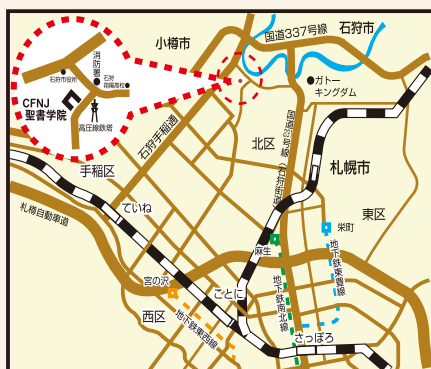 小樽市
国道337号線
石狩市
消防署
石狩市役所
石狩
翔陽高校
CFNJ
聖書学院
高圧線鉄塔
ガトー
キングダム
石狩手稲通
国道231号線(石狩街道)
北区
手稲区
札幌市
ていね
東区
札樽自動車道
栄町
麻生
地下鉄東豊線
宮の沢
ことに
地下鉄南北線
西区
地下鉄東西線
さっぽろ